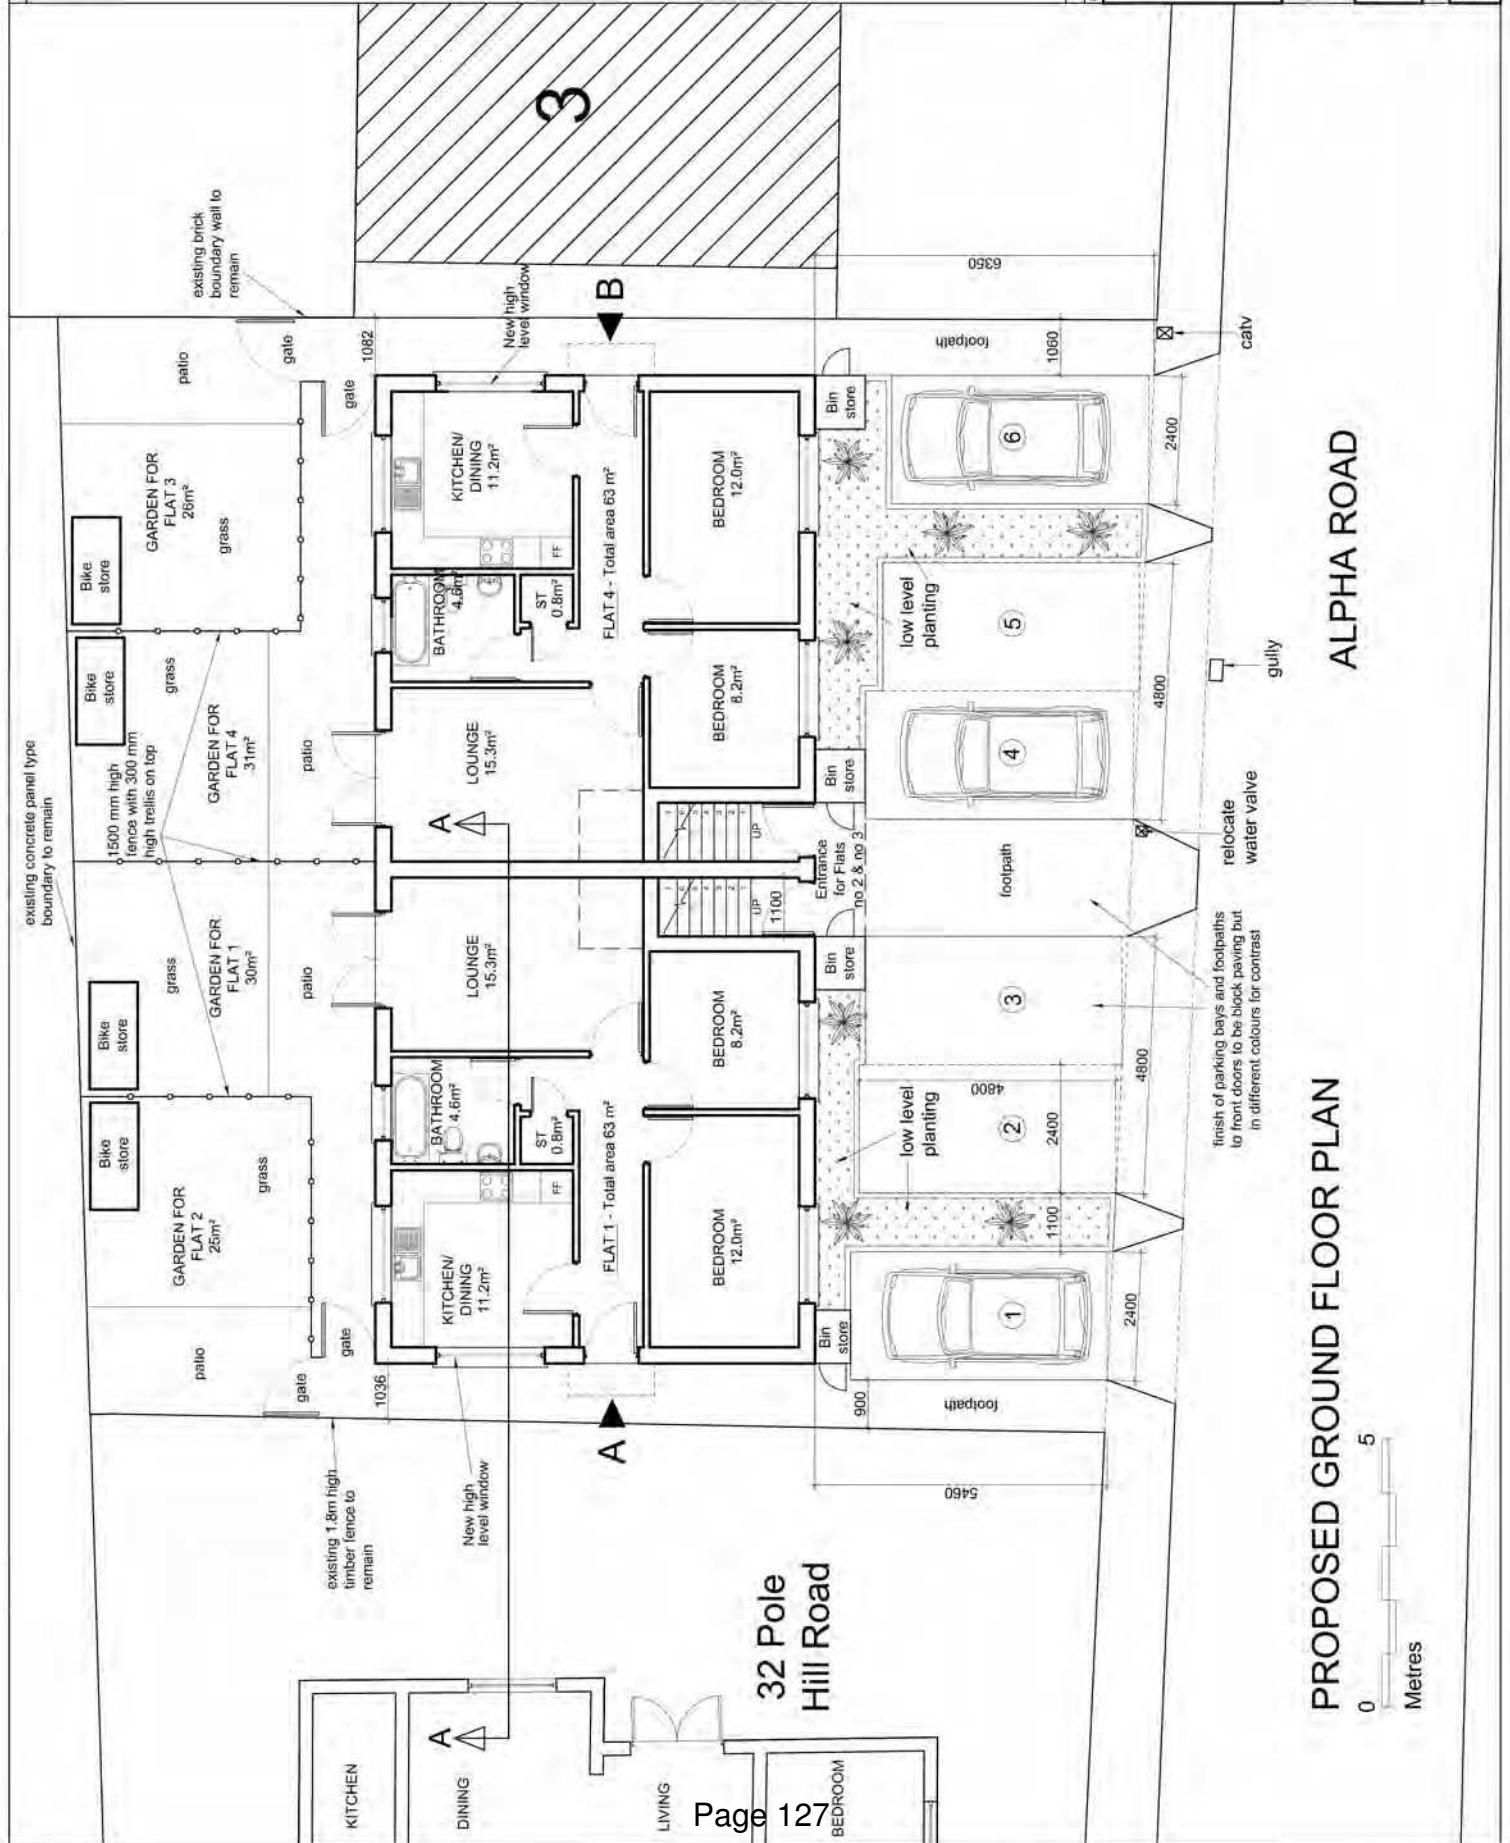 existing concrete panel type
boundary to remain
1500 mm high
fence with 300 mm
high trellis on top
existing brick
boundary wall to
remain
existing 1.8m high
timber fence to
remain
patio
gate
gate
GARDEN FOR
FLAT 2
25m²
grass
Bike
store
Bike
store
GARDEN FOR
FLAT 1
30m²
grass
patio
Bike
store
GARDEN FOR
FLAT 4
31m²
grass
patio
Bike
store
GARDEN FOR
FLAT 3
26m²
grass
patio
gate
gate
1036
1082
3
New high
level window
KITCHEN/
DINING
11.2m²
FF
BATHROOM
4.6m²
ST
0.8m²
LOUNGE
15.3m²
A
LOUNGE
15.3m²
BATHROOM
4.6m²
ST
0.8m²
KITCHEN/
DINING
11.2m²
FF
New high
level window
A
FLAT 1 - Total area 63 m²
FLAT 4 - Total area 63 m²
B
BEDROOM
12.0m²
BEDROOM
8.2m²
UP
1100
UP
BEDROOM
8.2m²
BEDROOM
12.0m²
Bin
store
Bin
store
Entrance
for Flats
no 2 & no 3
Bin
store
Bin
store
900
footpath
5460
1
2400
low level
planting
1100
2
2400
4800
3
4800
footpath
4
5
4800
low level
planting
6
2400
footpath
1060
6350
catv
gully
relocate
water valve
finish of parking bays and footpaths
to front doors to be block paving but
in different colours for contrast
KITCHEN
DINING
A
LIVING
BEDROOM
32 Pole
Hill Road
ALPHA ROAD
PROPOSED GROUND FLOOR PLAN
0
5
Metres
Page 127